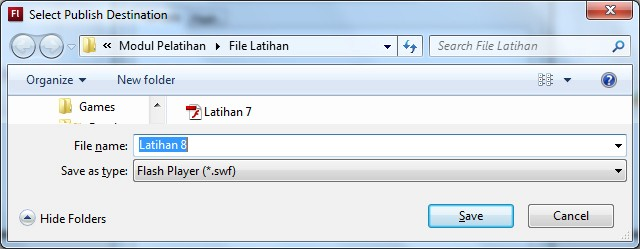 Fl Select Publish Destination
« Modul Pelatihan File Latihan Search File Latihan
Organize New folder
Games Latihan 7
File name: Latihan 8
Save as type: Flash Player (*.swf)
Hide Folders Save Cancel